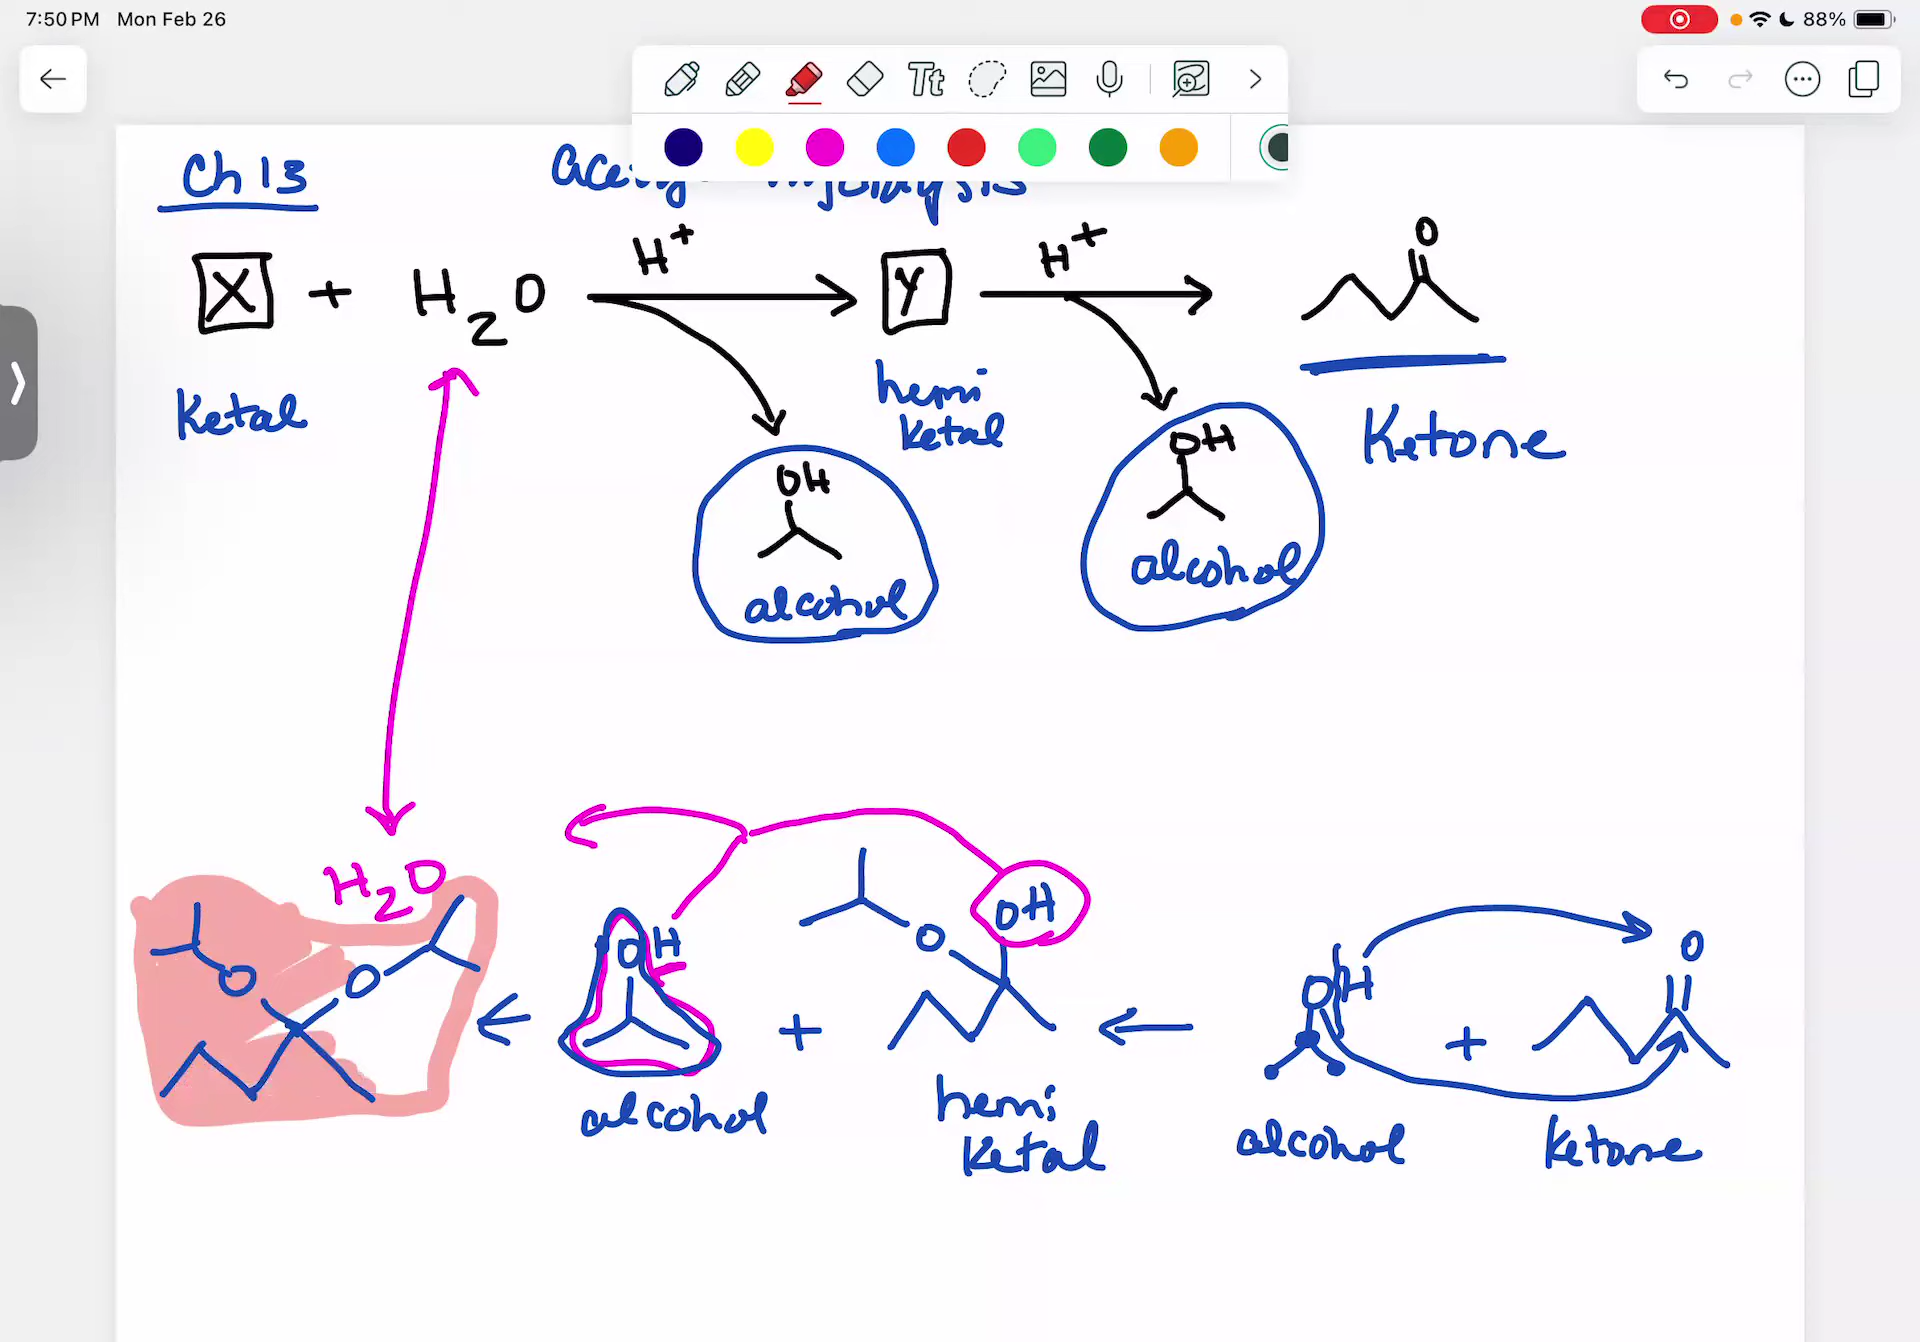 7:50 PM Mon Feb 26
88%
Tt
Ch 13
X + H2O H+ Y H+ O
Ketal
hemi
ketal
Ketone
OH
alcohol
OH
alcohol
H2O
O O
OH
alcohol
+
O
OH
hemi
Ketal
OH
alcohol
+
O
Ketone